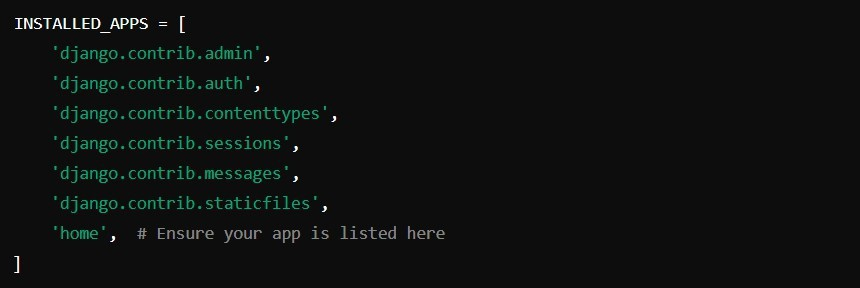 INSTALLED_APPS = [
    'django.contrib.admin',
    'django.contrib.auth',
    'django.contrib.contenttypes',
    'django.contrib.sessions',
    'django.contrib.messages',
    'django.contrib.staticfiles',
    'home',  # Ensure your app is listed here
]